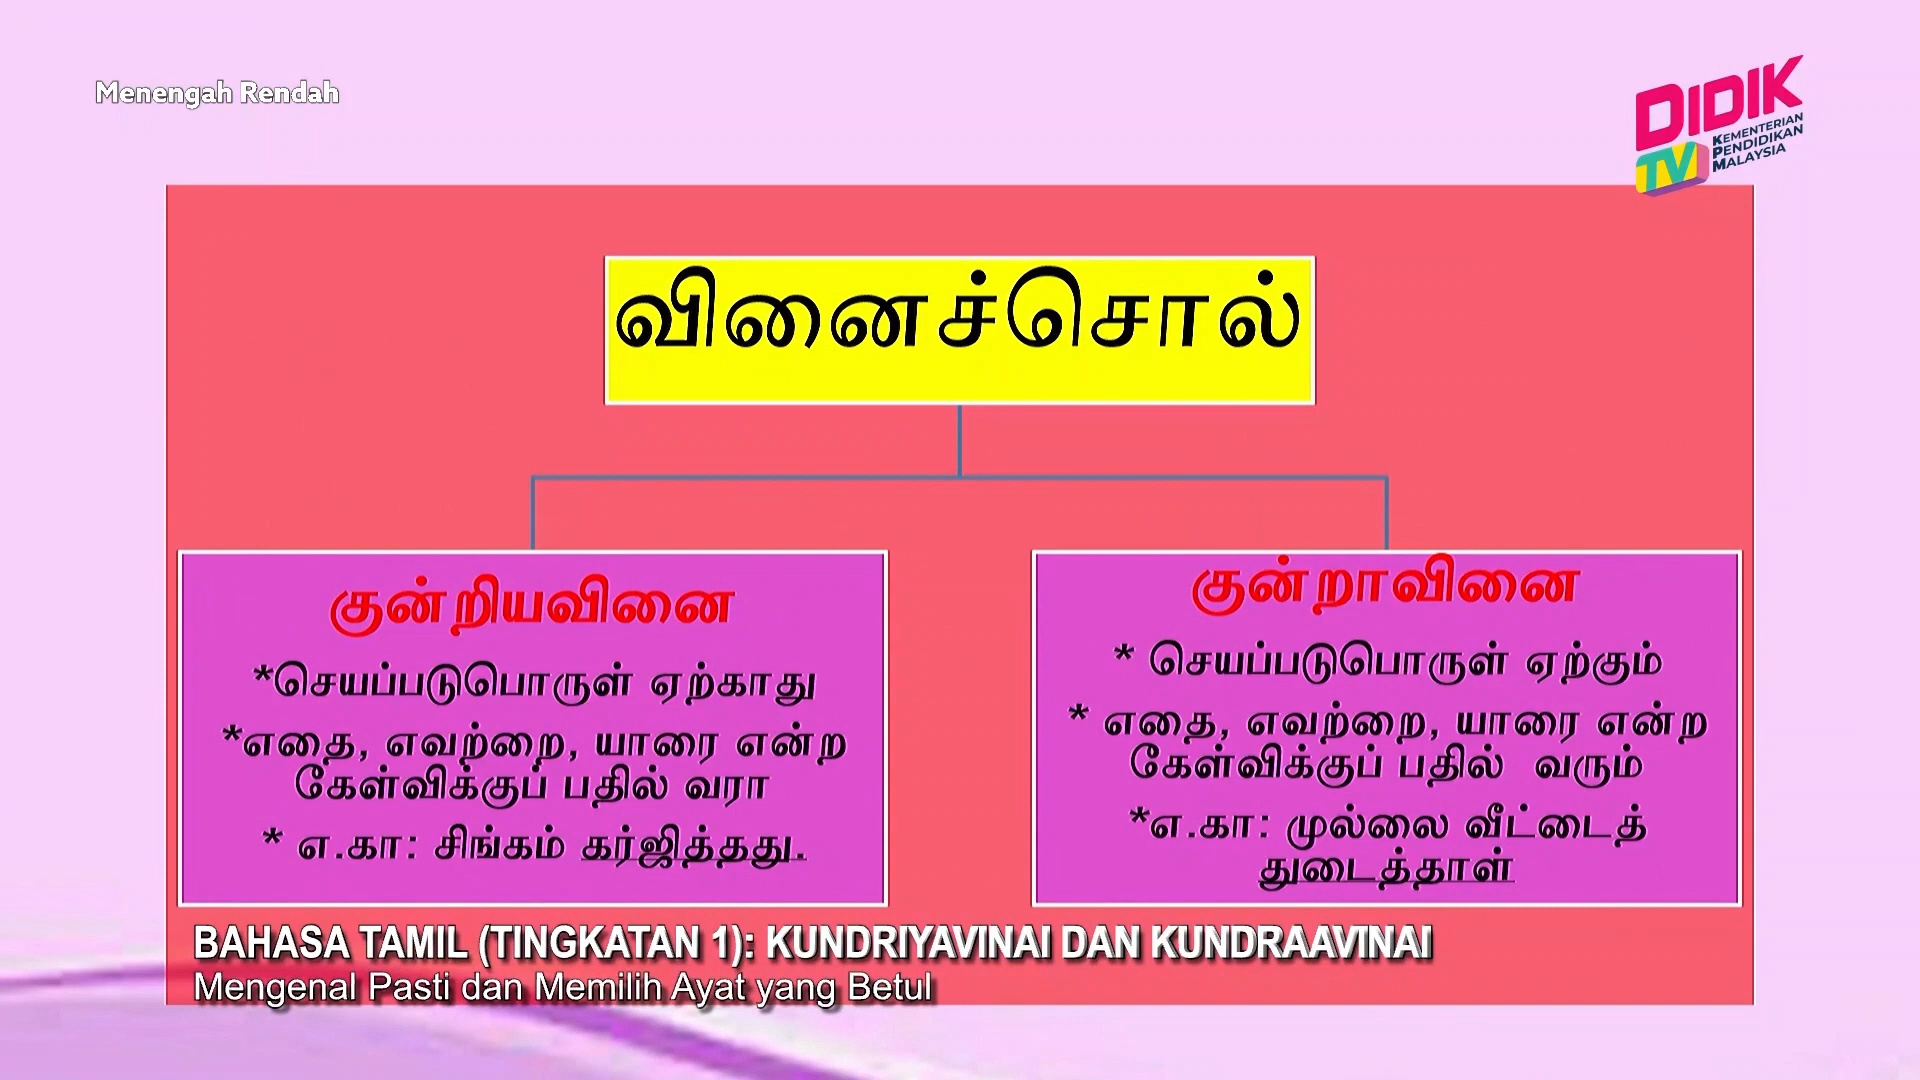 Menengah Rendah
DIDIK
TV
KEMENTERIAN
PENDIDIKAN
MALAYSIA
வினைச்சொல்
குன்றியவினை
*செயப்படுபொருள் ஏற்காது
*எதை, எவற்றை, யாரை என்ற
கேள்விக்குப் பதில் வரா
* எ.கா: சிங்கம் கர்ஜித்தது.
குன்றாவினை
* செயப்படுபொருள் ஏற்கும்
* எதை, எவற்றை, யாரை என்ற
கேள்விக்குப் பதில் வரும்
*எ.கா: முல்லை வீட்டைத்
துடைத்தாள்
BAHASA TAMIL (TINGKATAN 1): KUNDRIYAVINAI DAN KUNDRAAVINAI
Mengenal Pasti dan Memilih Ayat yang Betul